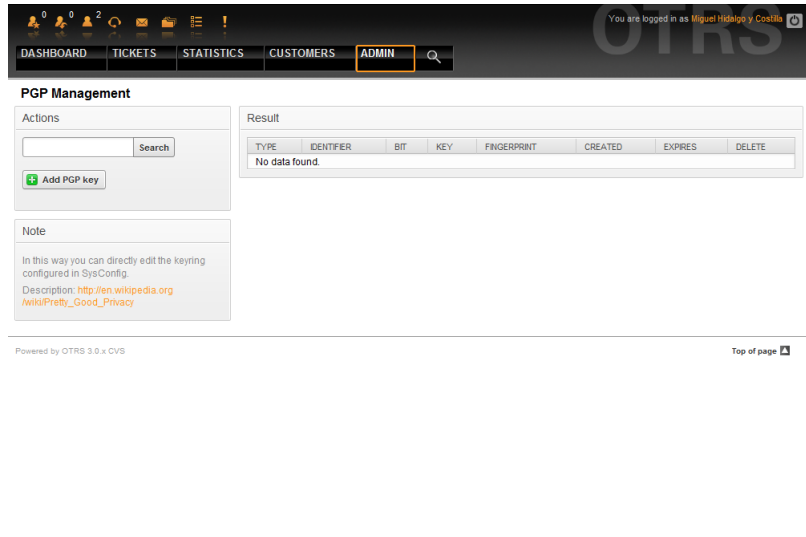 0 0 2
You are logged in as Miguel Hidalgo y Costilla
OTRS
DASHBOARD TICKETS STATISTICS CUSTOMERS ADMIN
PGP Management
Actions
Search
Add PGP key
Note
In this way you can directly edit the keyring
configured in SysConfig.
Description: http://en.wikipedia.org
/wiki/Pretty_Good_Privacy
Result
TYPE IDENTIFIER BIT KEY FINGERPRINT CREATED EXPIRES DELETE
No data found.
Powered by OTRS 3.0.x CVS
Top of page